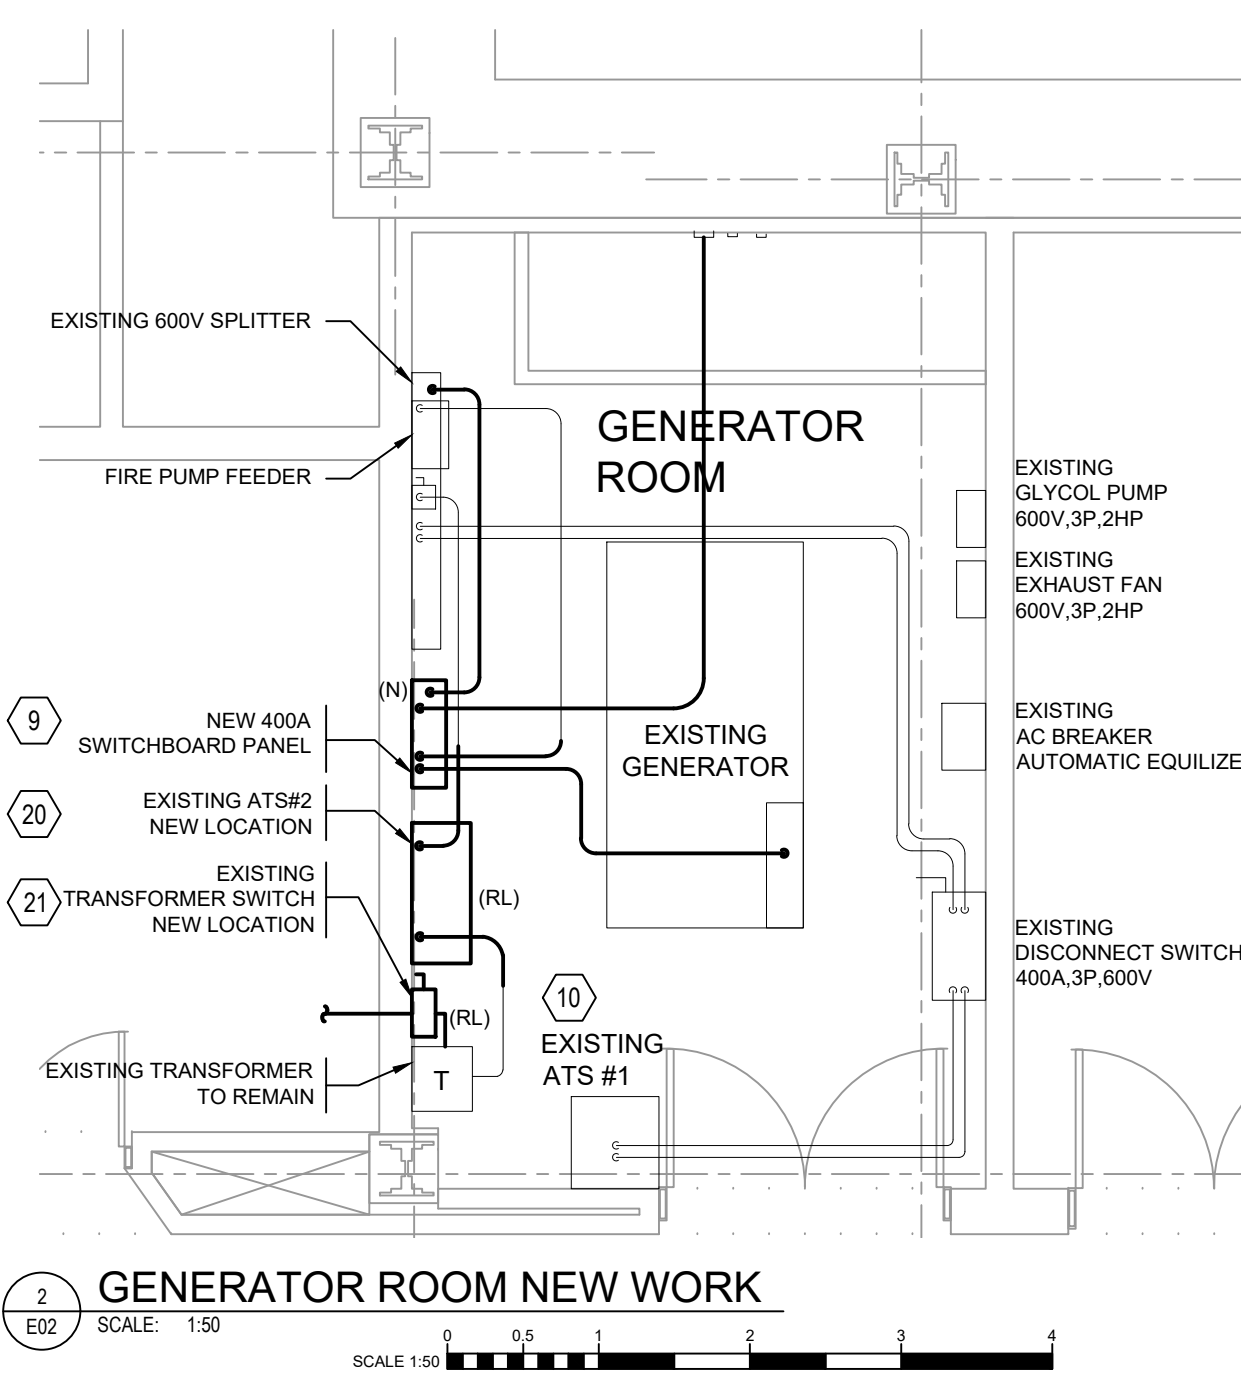 EXISTING 600V SPLITTER
FIRE PUMP FEEDER
GENERATOR
ROOM
EXISTING
GLYCOL PUMP
600V,3P,2HP
EXISTING
EXHAUST FAN
600V,3P,2HP
(N)
9
NEW 400A
SWITCHBOARD PANEL
EXISTING
GENERATOR
EXISTING
AC BREAKER
AUTOMATIC EQUILIZE
20
EXISTING ATS#2
NEW LOCATION
21
EXISTING
TRANSFORMER SWITCH
NEW LOCATION
(RL)
EXISTING
DISCONNECT SWITCH
400A,3P,600V
10
(RL)
EXISTING
ATS #1
EXISTING TRANSFORMER
TO REMAIN
T
2
E02
GENERATOR ROOM NEW WORK
SCALE: 1:50
SCALE 1:50
0 0.5 1 2 3 4